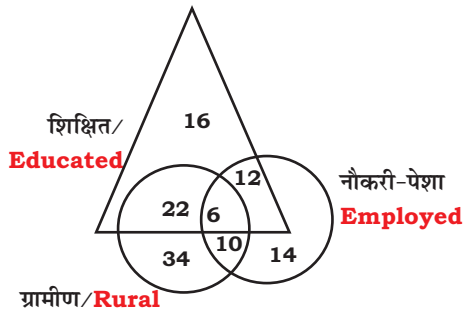 16
शिक्षित/
Educated
12
नौकरी-पेशा
Employed
22
6
10
34
14
ग्रामीण/Rural